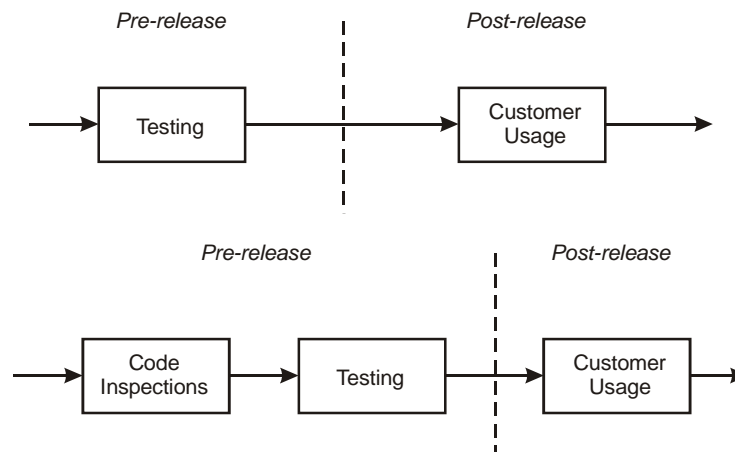 Pre-release
Post-release
Testing
Customer
Usage
Pre-release
Post-release
Code
Inspections
Testing
Customer
Usage